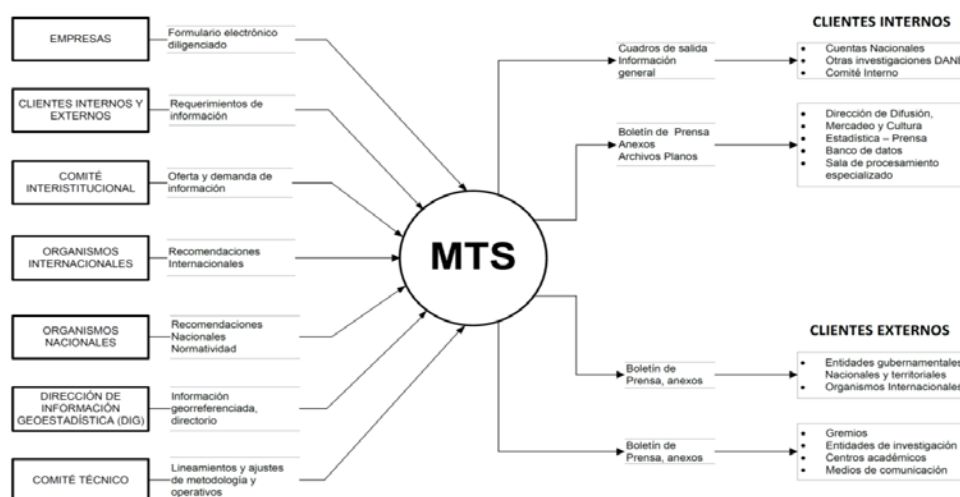 EMPRESAS
Formulario electrónico
diligenciado
CLIENTES INTERNOS Y
EXTERNOS
Requerimientos de
información
COMITÉ
INTERISTITUCIONAL
Oferta y demanda de
información
ORGANISMOS
INTERNACIONALES
Recomendaciones
Internacionales
ORGANISMOS
NACIONALES
Recomendaciones
Nacionales
Normatividad
DIRECCIÓN DE
INFORMACIÓN
GEOESTADÍSTICA (DIG)
Información
georreferenciada,
directorio
COMITÉ TÉCNICO
Lineamientos y ajustes
de metodología y
operativos
MTS
CLIENTES INTERNOS
Cuadros de salida
Información
general
• Cuentas Nacionales
• Otras investigaciones DANE
• Comité Interno
Boletín de Prensa
Anexos
Archivos Planos
• Dirección de Difusión,
• Mercadeo y Cultura
• Estadística – Prensa
• Banco de datos
• Sala de procesamiento
especializado
CLIENTES EXTERNOS
Boletín de
Prensa, anexos
• Entidades gubernamentales
Nacionales y territoriales
• Organismos Internacionales
Boletín de
Prensa, anexos
• Gremios
• Entidades de investigación
• Centros académicos
• Medios de comunicación